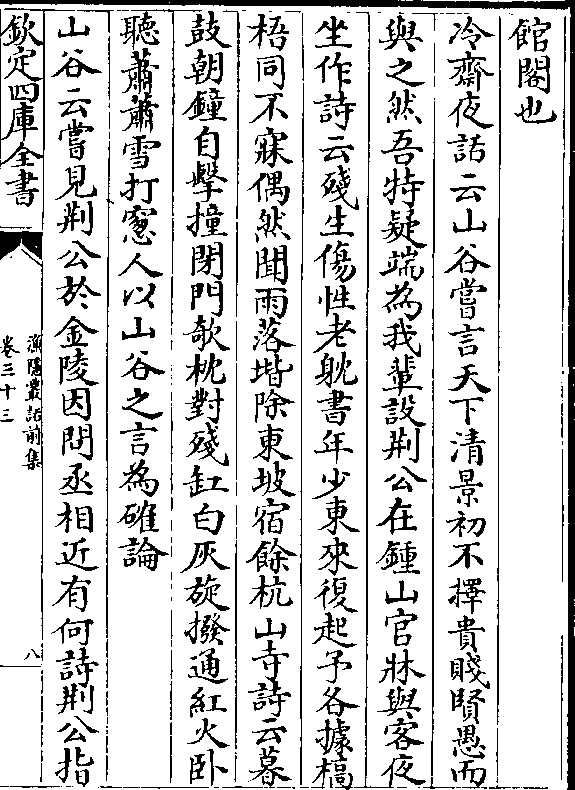 館閣也
冷齋夜話云山谷嘗言天下清景初不擇貴賤賢愚而
與之然吾特疑端為我輩設荆公在鍾山官牀與客夜
坐作詩云殘生傷性老躭書年少東來復起予各據槁
梧同不寐偶然聞雨落堦除東坡宿餘杭山寺詩云暮
鼓朝鐘自擊撞閉門欹枕對殘缸白灰旋撥通紅火卧
聽蕭蕭雪打窻人以山谷之言為確論
山谷云嘗見荆公於金陵因問丞相近有何詩荆公指
欽定四庫全書
漁隱叢話前集
卷三十三
八